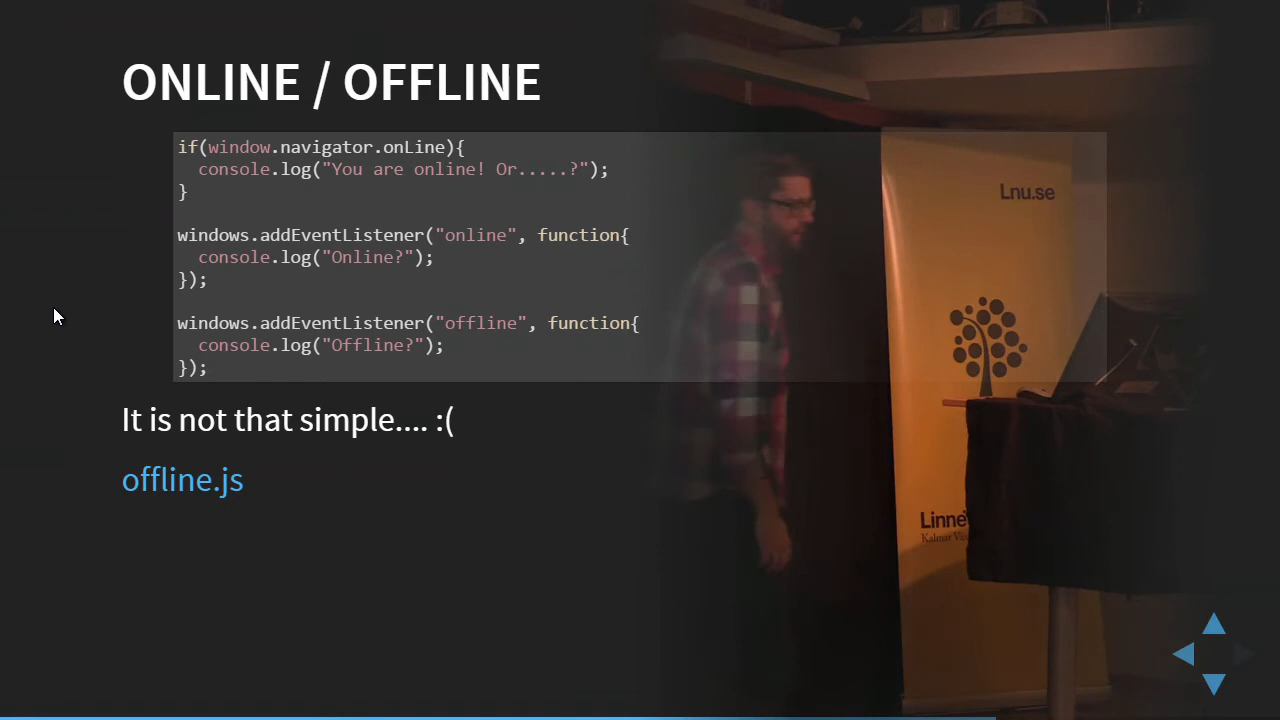 ONLINE / OFFLINE
if(window.navigator.onLine){
  console.log("You are online! Or.....?");
}
windows.addEventListener("online", function{
  console.log("Online?");
});
windows.addEventListener("offline", function{
  console.log("Offline?");
});
It is not that simple.... :(
offline.js
Lnu.se
Kalmar